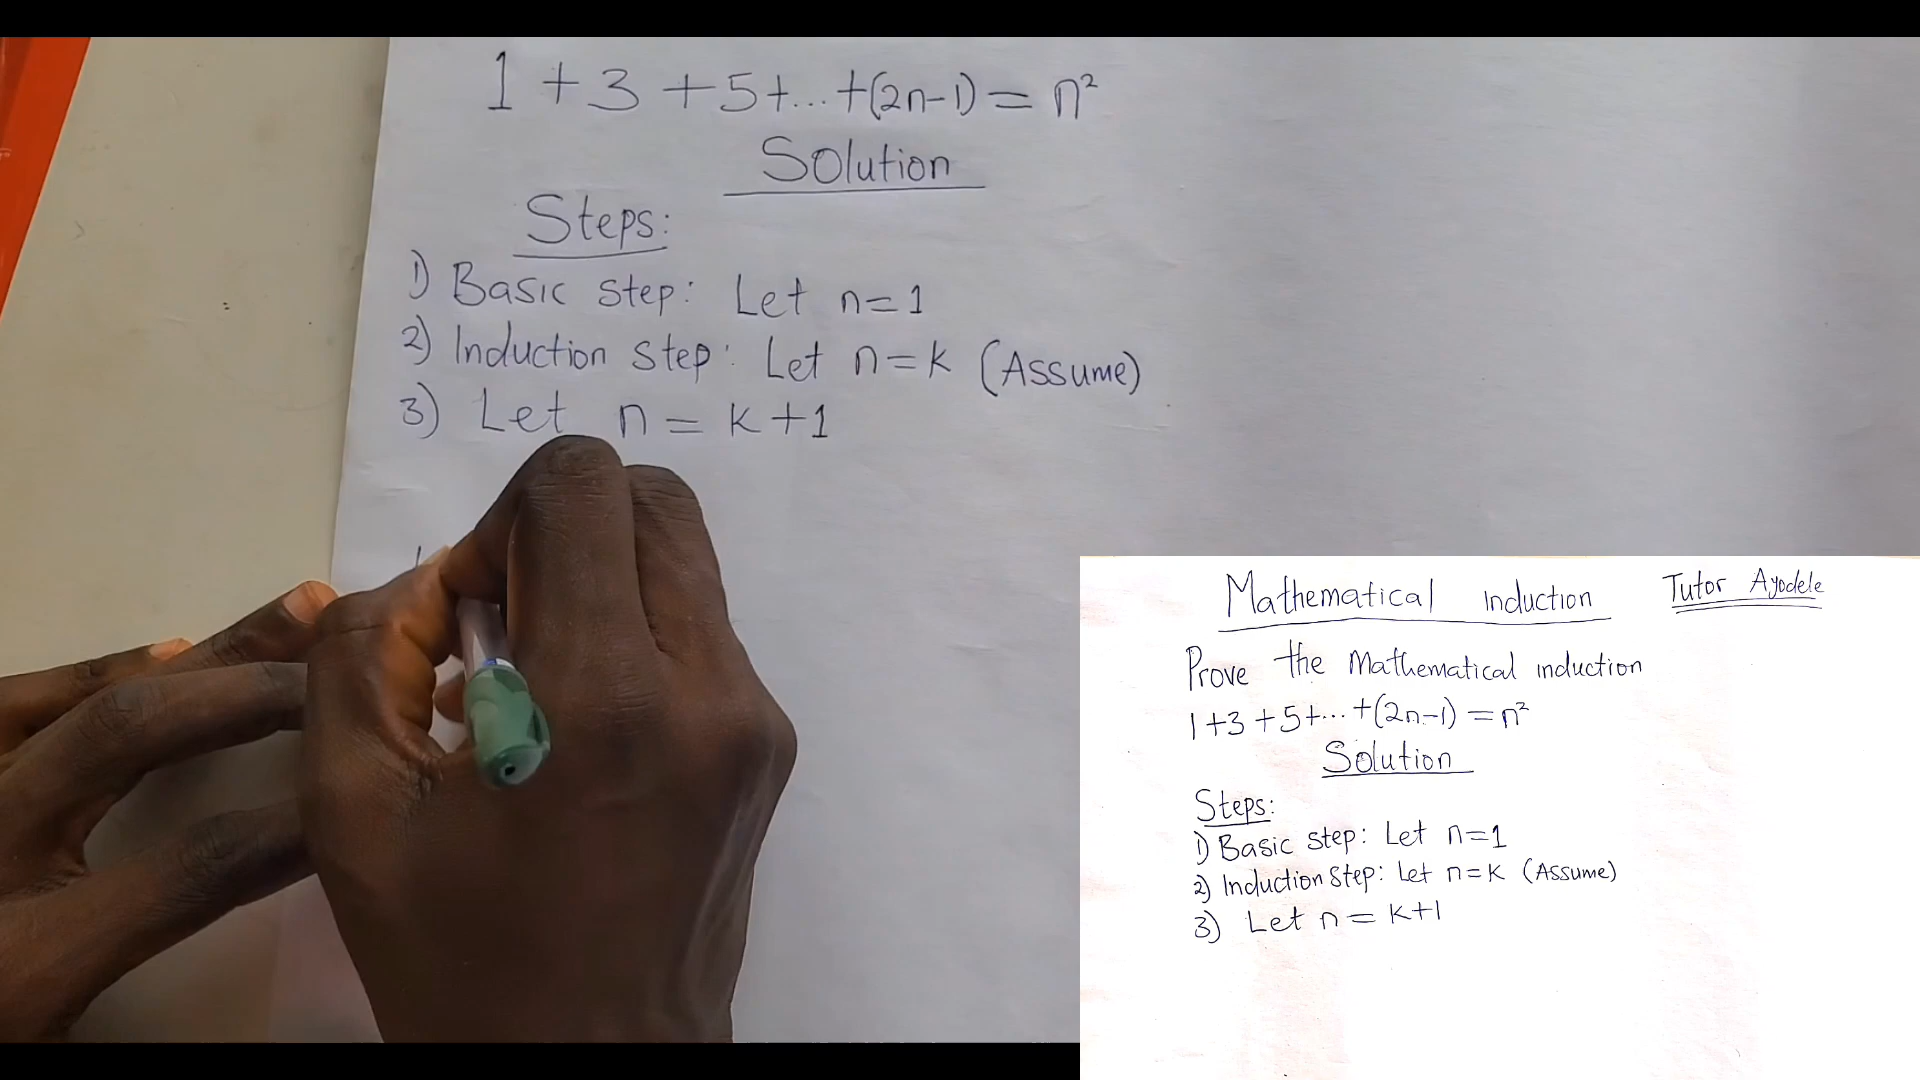 1 + 3 + 5 + ... + (2n-1) = n²
Solution
Steps:
1) Basic step: Let n=1
2) Induction step: Let n=k (Assume)
3) Let n = k+1
Mathematical induction
Tutor Ayodele
Prove the Mathematical induction
1+3+5+...+(2n-1)=n²
Solution
Steps:
1) Basic step: Let n=1
2) Induction step: Let n=k (Assume)
3) Let n = k+1